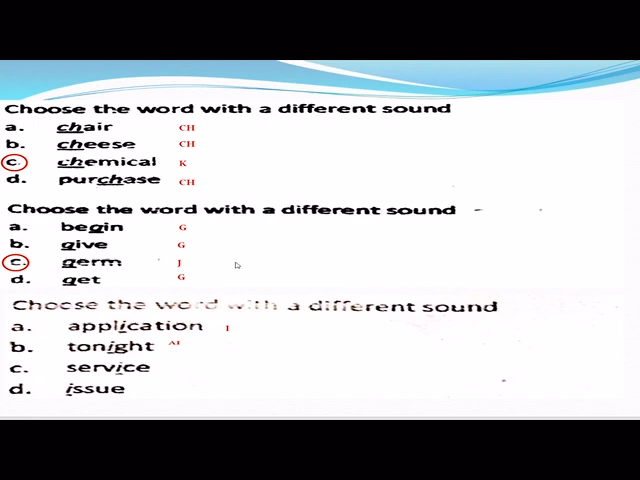 Choose the word with a different sound
a. chair CH
b. cheese CH
c. chemical K
d. purchase CH
Choose the word with a different sound
a. begin G
b. give G
c. germ J
d. get G
Choose the word with a different sound
a. application I
b. tonight AI
c. service
d. issue